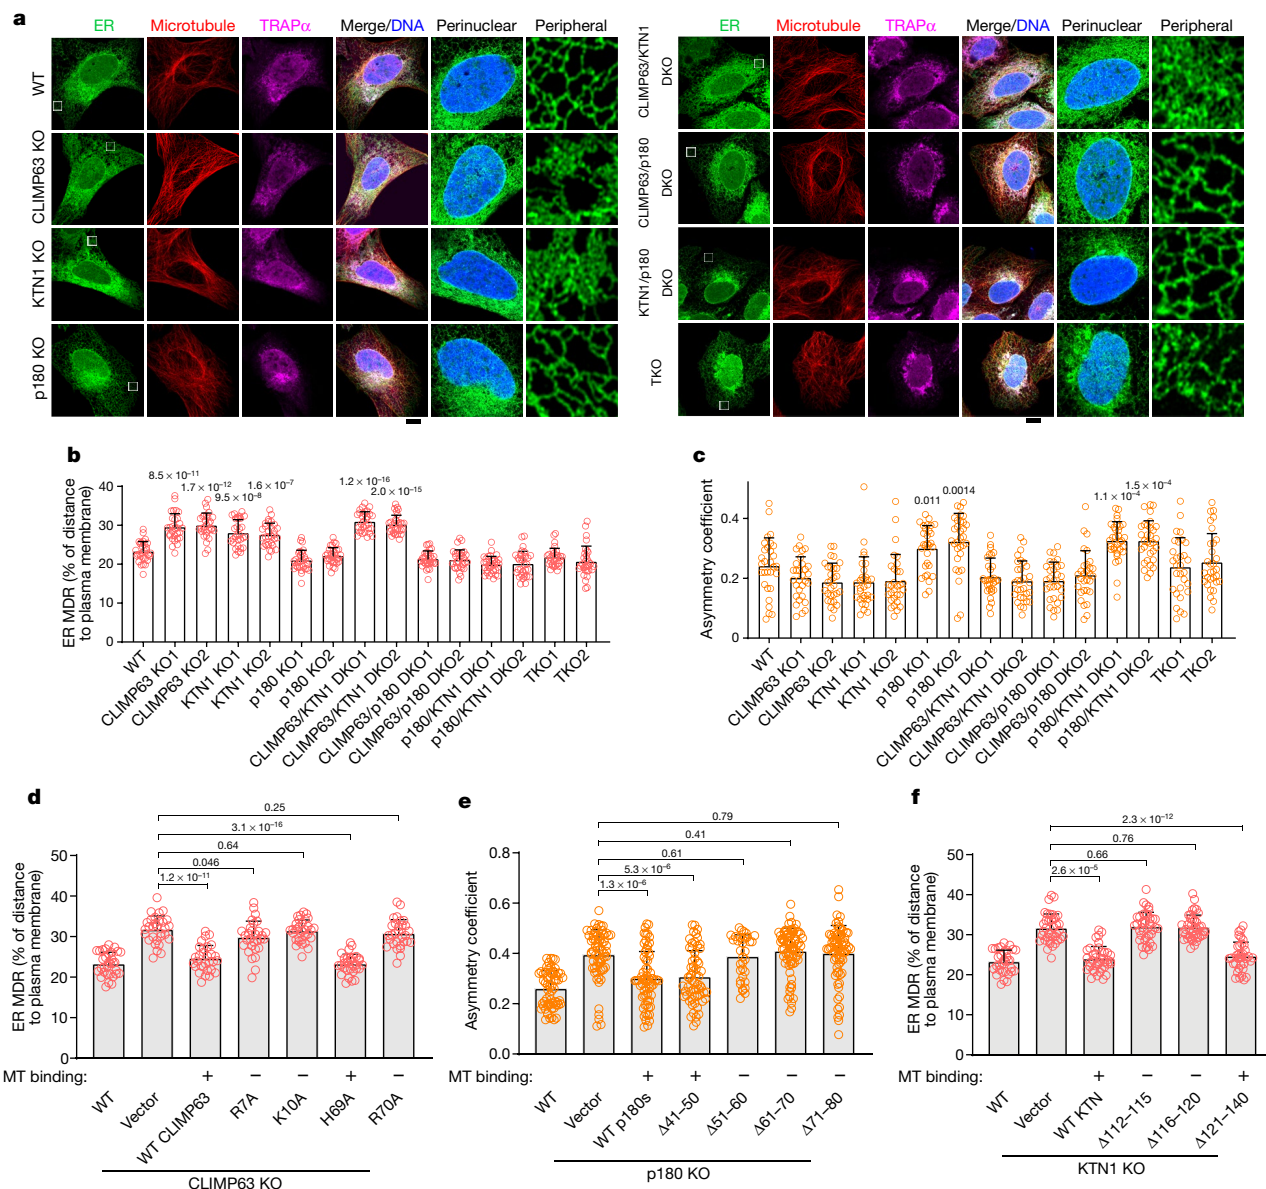 a
ER Microtubule TRAPα Merge/DNA Perinuclear Peripheral
WT
CLIMP63 KO
KTN1 KO
p180 KO
ER Microtubule TRAPα Merge/DNA Perinuclear Peripheral
CLIMP63/KTN1 DKO
CLIMP63/p180 DKO
KTN1/p180 DKO
TKO
b
ER MDR (% of distance
to plasma membrane)
40
30
20
10
0
8.5 × 10⁻¹¹
1.7 × 10⁻¹²
9.5 × 10⁻⁸
1.6 × 10⁻⁷
1.2 × 10⁻¹⁶
2.0 × 10⁻¹⁵
WT
CLIMP63 KO1
CLIMP63 KO2
KTN1 KO1
KTN1 KO2
p180 KO1
p180 KO2
CLIMP63/KTN1 DKO1
CLIMP63/KTN1 DKO2
CLIMP63/p180 DKO1
CLIMP63/p180 DKO2
p180/KTN1 DKO1
p180/KTN1 DKO2
TKO1
TKO2
c
Asymmetry coefficient
0.4
0.2
0
0.011
0.0014
1.1 × 10⁻⁴
1.5 × 10⁻⁴
WT
CLIMP63 KO1
CLIMP63 KO2
KTN1 KO1
KTN1 KO2
p180 KO1
p180 KO2
CLIMP63/KTN1 DKO1
CLIMP63/KTN1 DKO2
CLIMP63/p180 DKO1
CLIMP63/p180 DKO2
p180/KTN1 DKO1
p180/KTN1 DKO2
TKO1
TKO2
d
ER MDR (% of distance
to plasma membrane)
50
40
30
20
10
0
0.25
3.1 × 10⁻¹⁶
0.64
0.046
1.2 × 10⁻¹¹
MT binding: + − − + −
WT
Vector
WT CLIMP63
R7A
K10A
H69A
R70A
CLIMP63 KO
e
Asymmetry coefficient
0.8
0.6
0.4
0.2
0.0
0.79
0.41
0.61
5.3 × 10⁻⁶
1.3 × 10⁻⁶
+ + − − −
WT
Vector
WT p180s
Δ41–50
Δ51–60
Δ61–70
Δ71–80
p180 KO
f
ER MDR (% of distance
to plasma membrane)
50
40
30
20
10
0
2.3 × 10⁻¹²
0.76
0.66
2.6 × 10⁻⁵
MT binding: + − − +
WT
Vector
WT KTN
Δ112–115
Δ116–120
Δ121–140
KTN1 KO